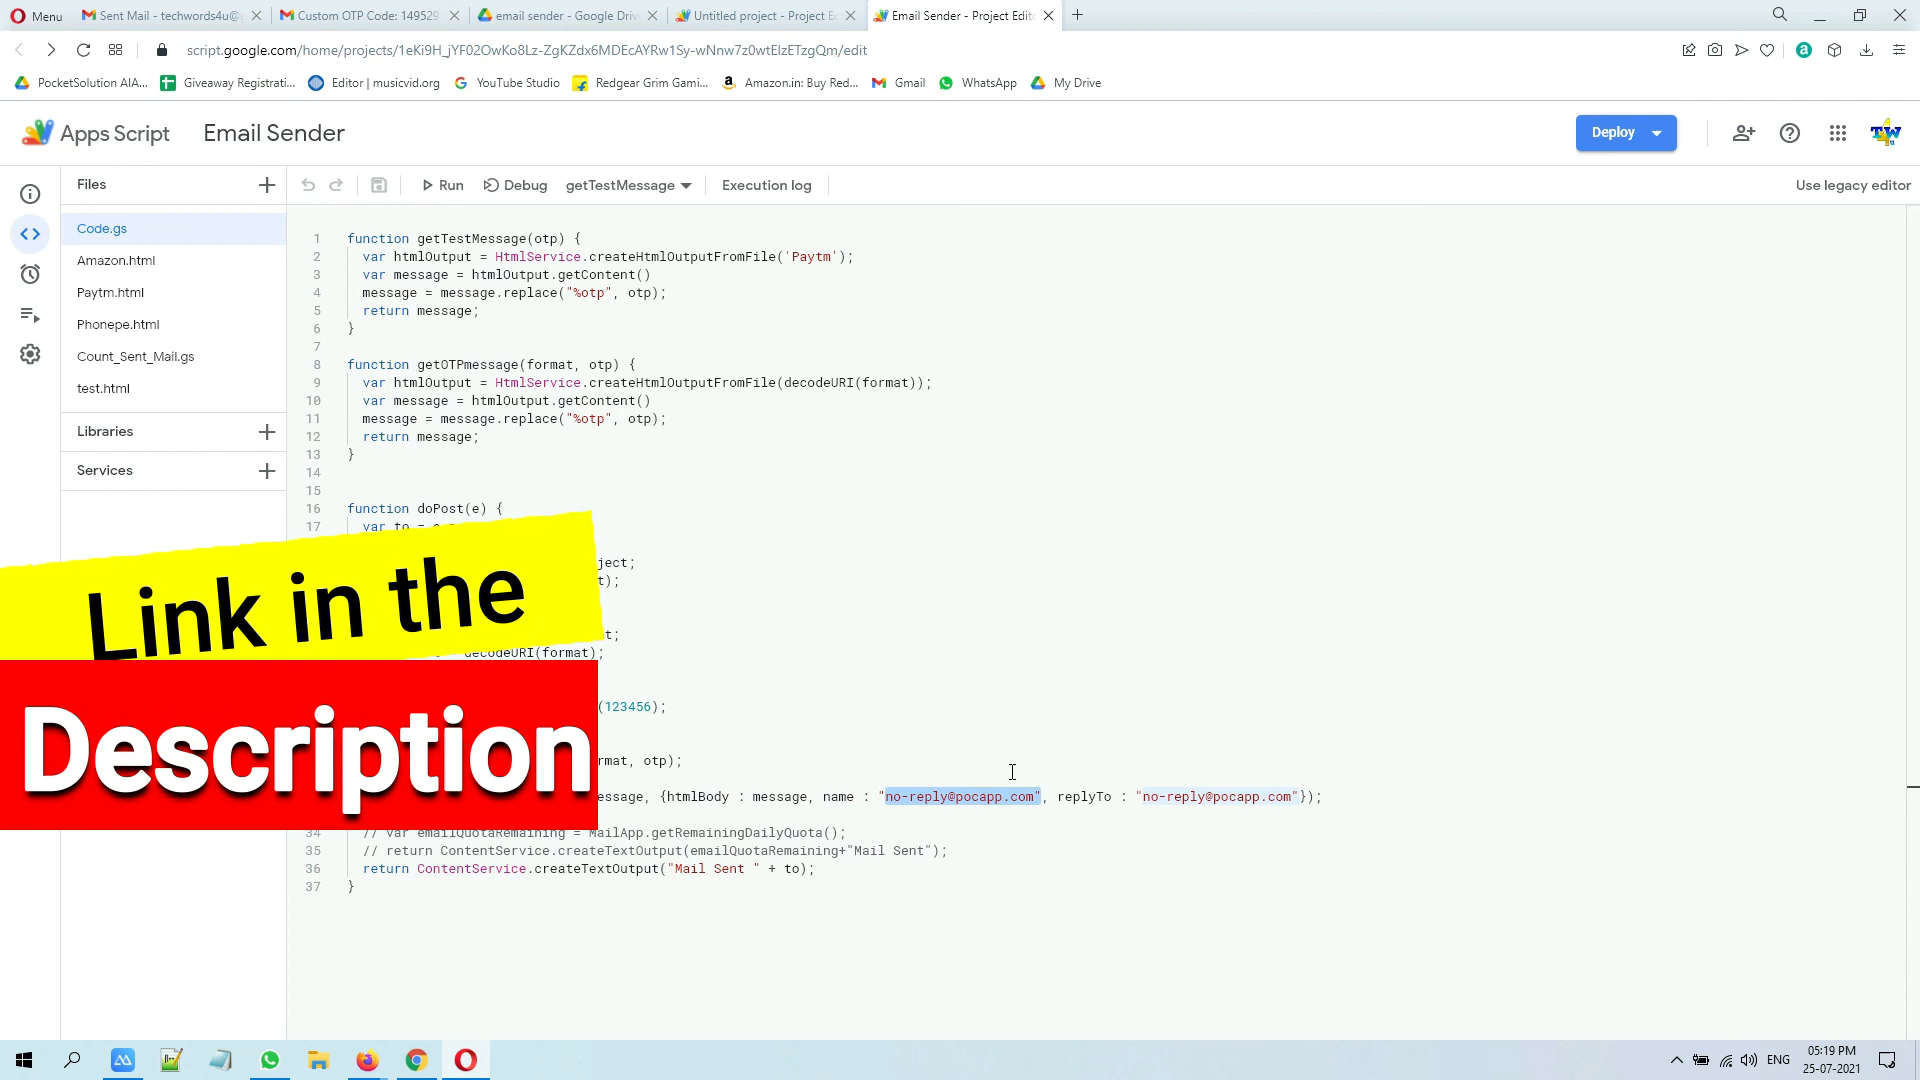 Menu
Sent Mail - techwords4u@
Custom OTP Code: 149529
email sender - Google Driv
Untitled project - Project E
Email Sender - Project Edit
script.google.com/home/projects/1eKi9H_jYF02OwKo8Lz-ZgKZdx6MDEcAYRw1Sy-wNnw7z0wtElzETzgQm/edit
PocketSolution AIA...
Giveaway Registrati...
Editor | musicvid.org
YouTube Studio
Redgear Grim Gami...
Amazon.in: Buy Red...
Gmail
WhatsApp
My Drive
Apps Script
Email Sender
Deploy
Files
Run
Debug
getTestMessage
Execution log
Use legacy editor
Code.gs
Amazon.html
Paytm.html
Phonepe.html
Count_Sent_Mail.gs
test.html
Libraries
Services
1 function getTestMessage(otp) {
2 var htmlOutput = HtmlService.createHtmlOutputFromFile('Paytm');
3 var message = htmlOutput.getContent()
4 message = message.replace("%otp", otp);
5 return message;
6 }
7
8 function getOTPmessage(format, otp) {
9 var htmlOutput = HtmlService.createHtmlOutputFromFile(decodeURI(format));
10 var message = htmlOutput.getContent()
11 message = message.replace("%otp", otp);
12 return message;
13 }
14
15
16 function doPost(e) {
17 var to =
ject;
t);
t;
decodeURI(format);
(123456);
rmat, otp);
essage, {htmlBody : message, name : "no-reply@pocapp.com", replyTo : "no-reply@pocapp.com"});
34 // var emailQuotaRemaining = MailApp.getRemainingDailyQuota();
35 // return ContentService.createTextOutput(emailQuotaRemaining+"Mail Sent");
36 return ContentService.createTextOutput("Mail Sent " + to);
37 }
Link in the
Description
ENG
05:19 PM
25-07-2021